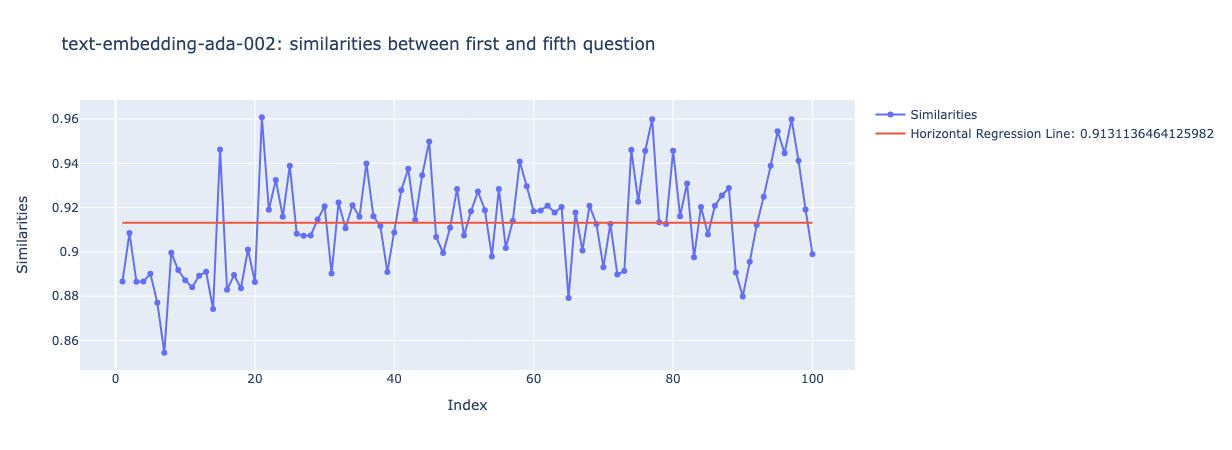 text-embedding-ada-002: similarities between first and fifth question
Similarities
Horizontal Regression Line: 0.9131136464125982
0.96
0.94
0.92
0.9
0.88
0.86
Similarities
0 20 40 60 80 100
Index